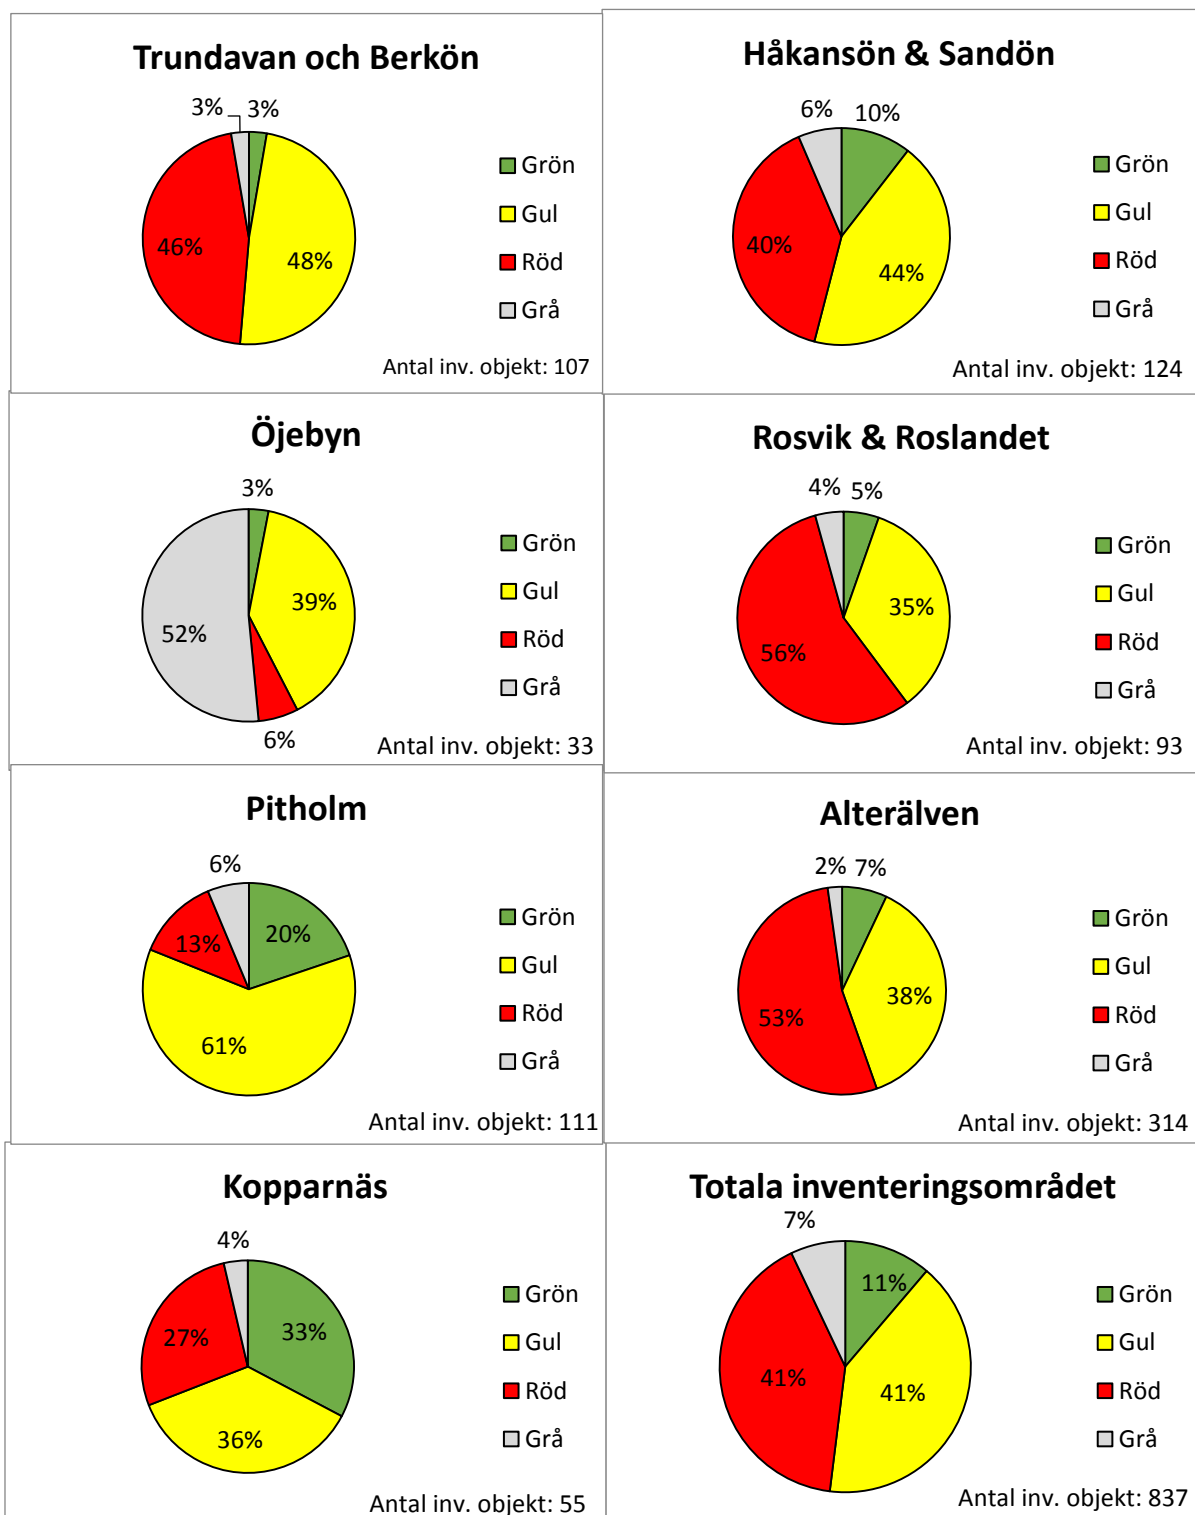 Trundavan och Berkön
3% 3%
46%
48%
Grön
Gul
Röd
Grå
Antal inv. objekt: 107
Håkansön & Sandön
6% 10%
40%
44%
Grön
Gul
Röd
Grå
Antal inv. objekt: 124
Öjebyn
3%
39%
52%
6%
Grön
Gul
Röd
Grå
Antal inv. objekt: 33
Rosvik & Roslandet
4% 5%
35%
56%
Grön
Gul
Röd
Grå
Antal inv. objekt: 93
Pitholm
6%
20%
13%
61%
Grön
Gul
Röd
Grå
Antal inv. objekt: 111
Alterälven
2% 7%
38%
53%
Grön
Gul
Röd
Grå
Antal inv. objekt: 314
Kopparnäs
4%
33%
27%
36%
Grön
Gul
Röd
Grå
Antal inv. objekt: 55
Totala inventeringsområdet
7%
11%
41%
41%
Grön
Gul
Röd
Grå
Antal inv. objekt: 837